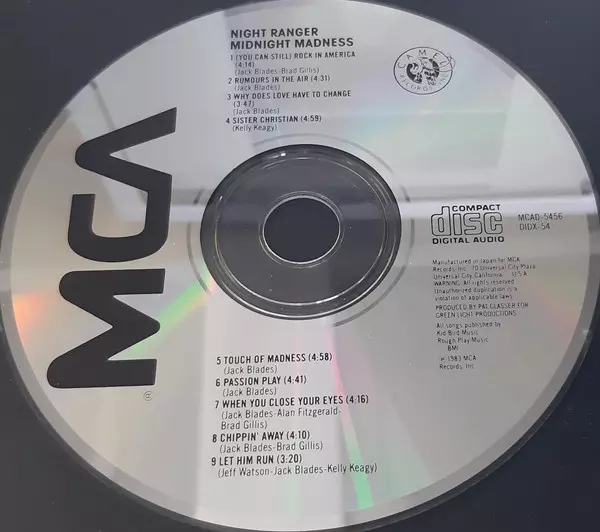 NIGHT RANGER
MIDNIGHT MADNESS
1 (YOU CAN STILL) ROCK IN AMERICA
(4:14)
(Jack Blades-Brad Gillis)
2 RUMOURS IN THE AIR (4:31)
(Jack Blades)
3 WHY DOES LOVE HAVE TO CHANGE
(3:47)
(Jack Blades)
4 SISTER CHRISTIAN (4:59)
(Kelly Keagy)
CAMEL
RECORDS
MCA
COMPACT
disc
DIGITAL AUDIO
MCAD-5456
DIDX-54
Manufactured in Japan for MCA
Records, Inc. 70 Universal City Plaza
Universal City, California U.S.A.
WARNING: All rights reserved.
Unauthorized duplication is a
violation of applicable laws.
PRODUCED BY PAT GLASSER FOR
GREEN LIGHT PRODUCTIONS.
All songs published by
Kid Bird Music
Rough Play Music
BMI
℗ 1983 MCA
Records, Inc.
5 TOUCH OF MADNESS (4:58)
(Jack Blades)
6 PASSION PLAY (4:41)
(Jack Blades)
7 WHEN YOU CLOSE YOUR EYES (4:16)
(Jack Blades-Alan Fitzgerald-
Brad Gillis)
8 CHIPPIN' AWAY (4:10)
(Jack Blades-Brad Gillis)
9 LET HIM RUN (3:20)
(Jeff Watson-Jack Blades-Kelly Keagy)